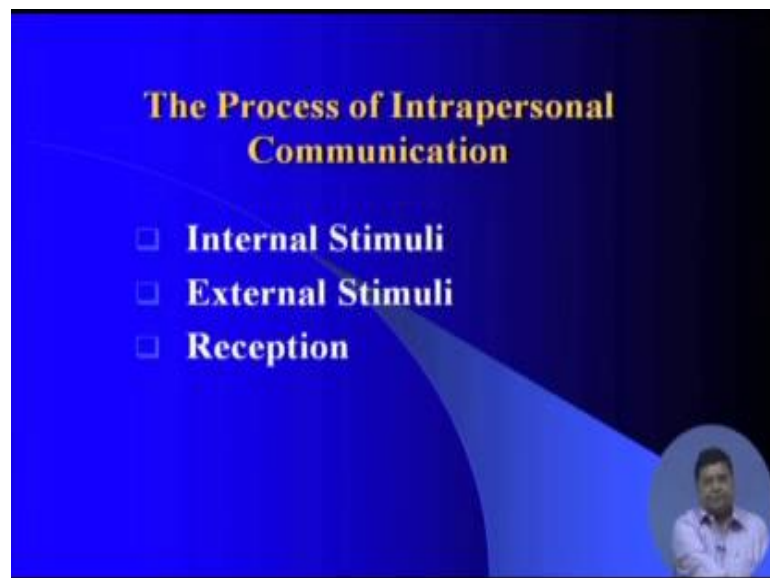 The Process of Intrapersonal
Communication
Internal Stimuli
External Stimuli
Reception